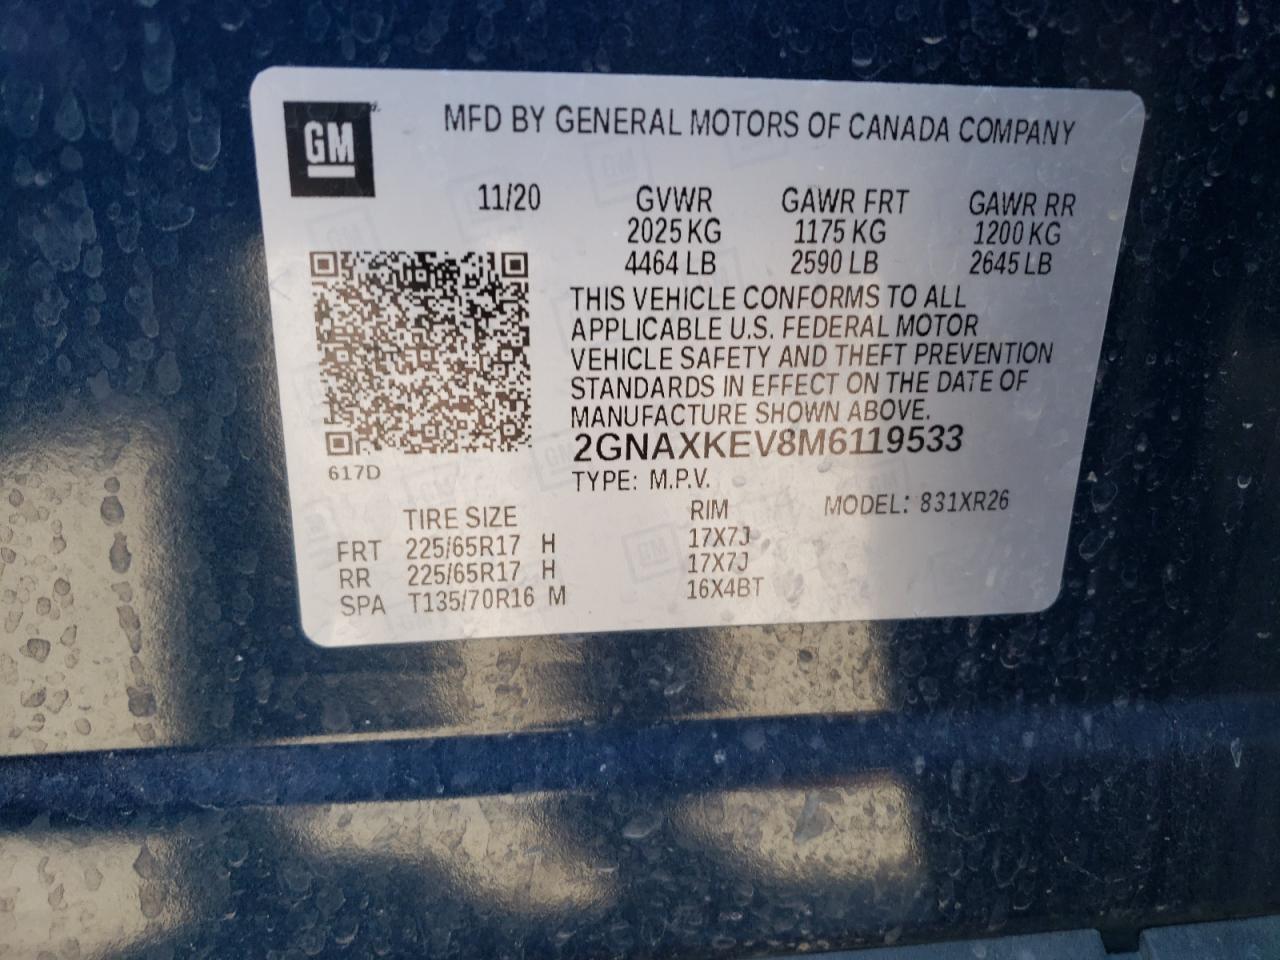 GM
MFD BY GENERAL MOTORS OF CANADA COMPANY
11/20 GVWR GAWR FRT GAWR RR
2025 KG 1175 KG 1200 KG
4464 LB 2590 LB 2645 LB
THIS VEHICLE CONFORMS TO ALL
APPLICABLE U.S. FEDERAL MOTOR
VEHICLE SAFETY AND THEFT PREVENTION
STANDARDS IN EFFECT ON THE DATE OF
MANUFACTURE SHOWN ABOVE.
2GNAXKEV8M6119533
617D
TYPE: M.P.V.
TIRE SIZE RIM MODEL: 831XR26
FRT 225/65R17 H 17X7J
RR 225/65R17 H 17X7J
SPA T135/70R16 M 16X4BT